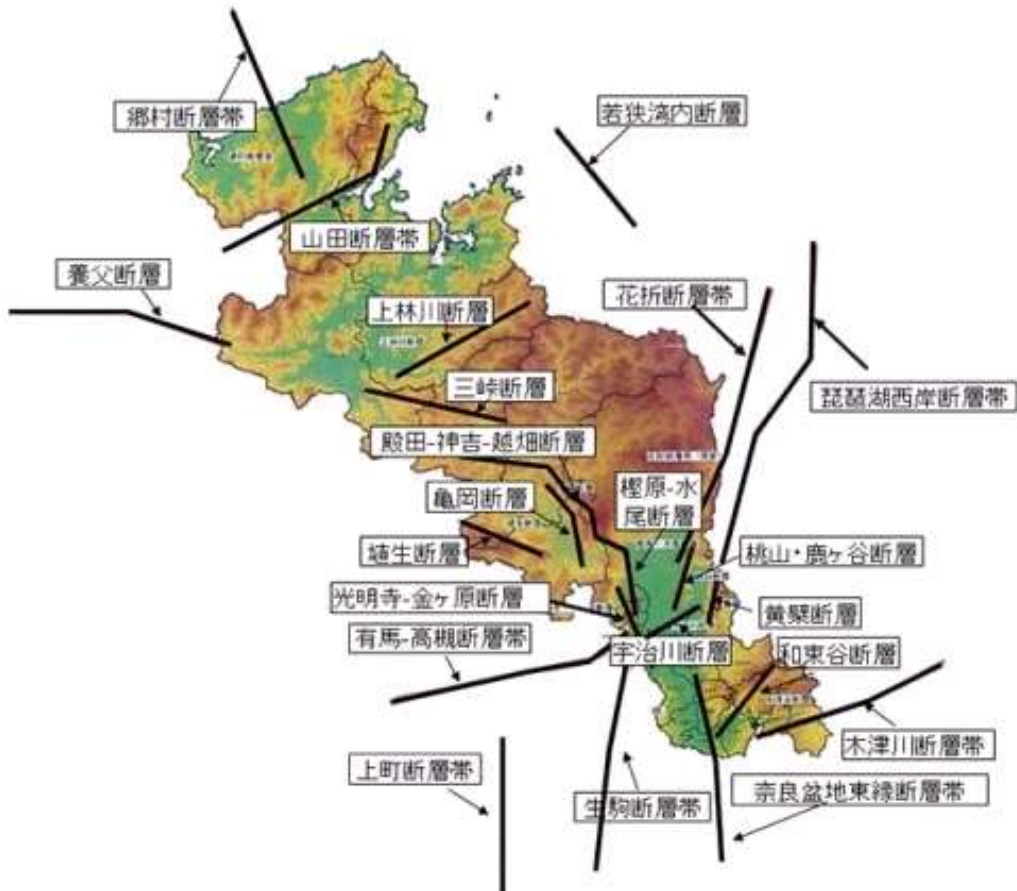 郷村断層帯
若狭湾内断層
山田断層帯
養父断層
花折断層帯
上林川断層
琵琶湖西岸断層帯
三峠断層
殿田-神吉-越畑断層
樫原-水
尾断層
亀岡断層
埴生断層
桃山・鹿ケ谷断層
光明寺-金ヶ原断層
黄檗断層
有馬-高槻断層帯
宇治川断層
和束谷断層
木津川断層帯
上町断層帯
生駒断層帯
奈良盆地東縁断層帯